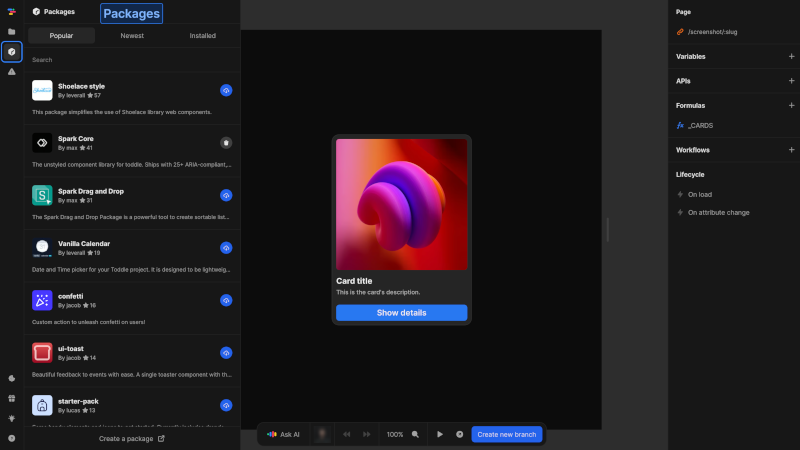 Packages
Packages
Popular
Newest
Installed
Search
Shoelace style
By leverall ★ 57
This package simplifies the use of Shoelace library web components.
Spark Core
By max ★ 41
The unstyled component library for toddle. Ships with 25+ ARIA-compliant,...
Spark Drag and Drop
By max ★ 31
The Spark Drag and Drop Package is a powerful tool to create sortable list...
Vanilla Calendar
By leverall ★ 19
Date and Time picker for your Toddle project. It is designed to be lightweig...
confetti
By jacob ★ 16
Custom action to unleash confetti on users!
ui-toast
By jacob ★ 14
Beautiful feedback to events with ease. A single toaster component with th...
starter-pack
By lucas ★ 13
Create a package
Card title
This is the card's description.
Show details
Ask AI
100%
Create new branch
Page
/screenshot/:slug
Variables
APIs
Formulas
_CARDS
Workflows
Lifecycle
On load
On attribute change